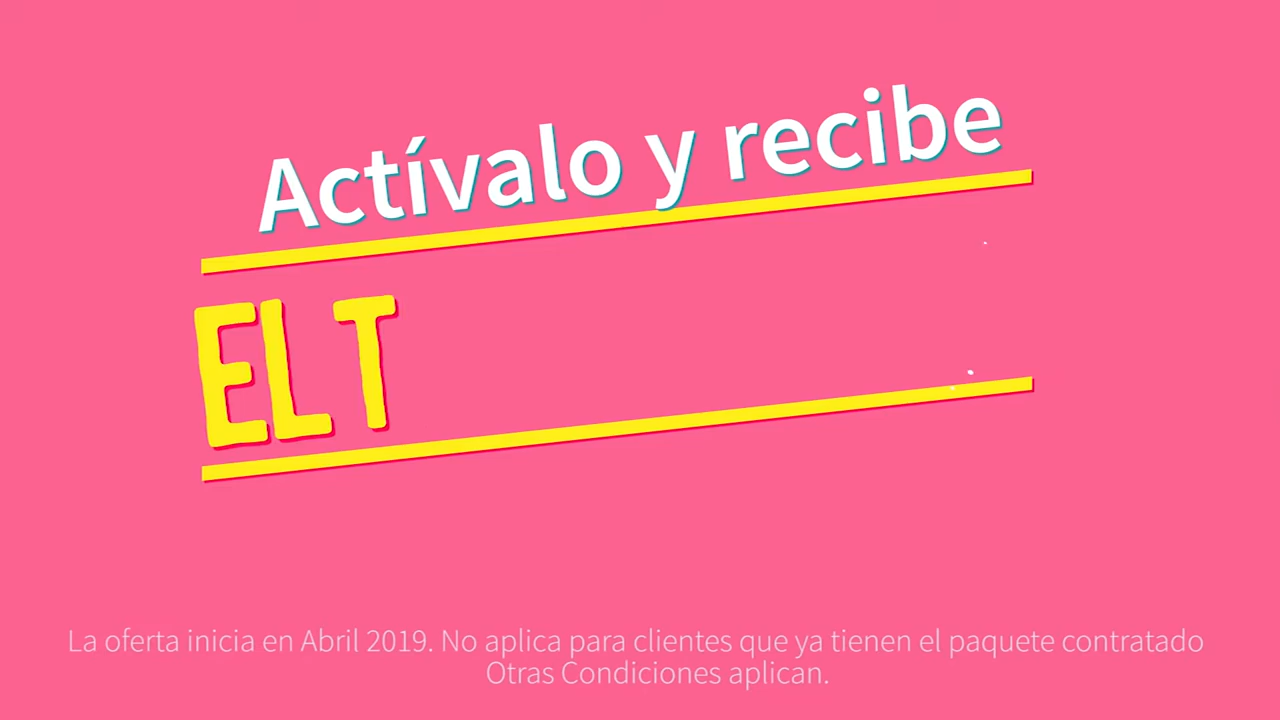 Actívalo y recibe
EL T
La oferta inicia en Abril 2019. No aplica para clientes que ya tienen el paquete contratado
Otras Condiciones aplican.